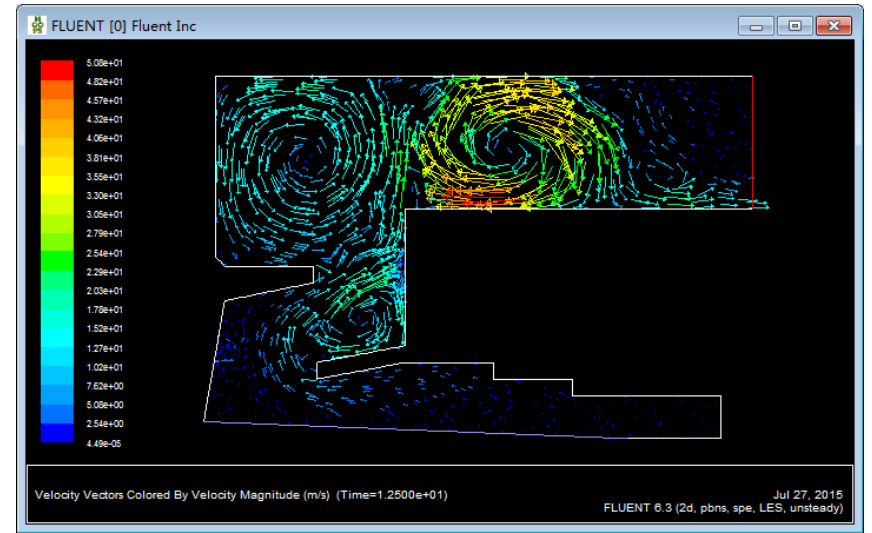 FLUENT [0] Fluent Inc
5.08e+01
4.82e+01
4.57e+01
4.32e+01
4.06e+01
3.81e+01
3.55e+01
3.30e+01
3.05e+01
2.79e+01
2.54e+01
2.29e+01
2.03e+01
1.78e+01
1.52e+01
1.27e+01
1.02e+01
7.62e+00
5.08e+00
2.54e+00
4.49e-05
Velocity Vectors Colored By Velocity Magnitude (m/s) (Time=1.2500e+01)
Jul 27, 2015
FLUENT 6.3 (2d, pbns, spe, LES, unsteady)